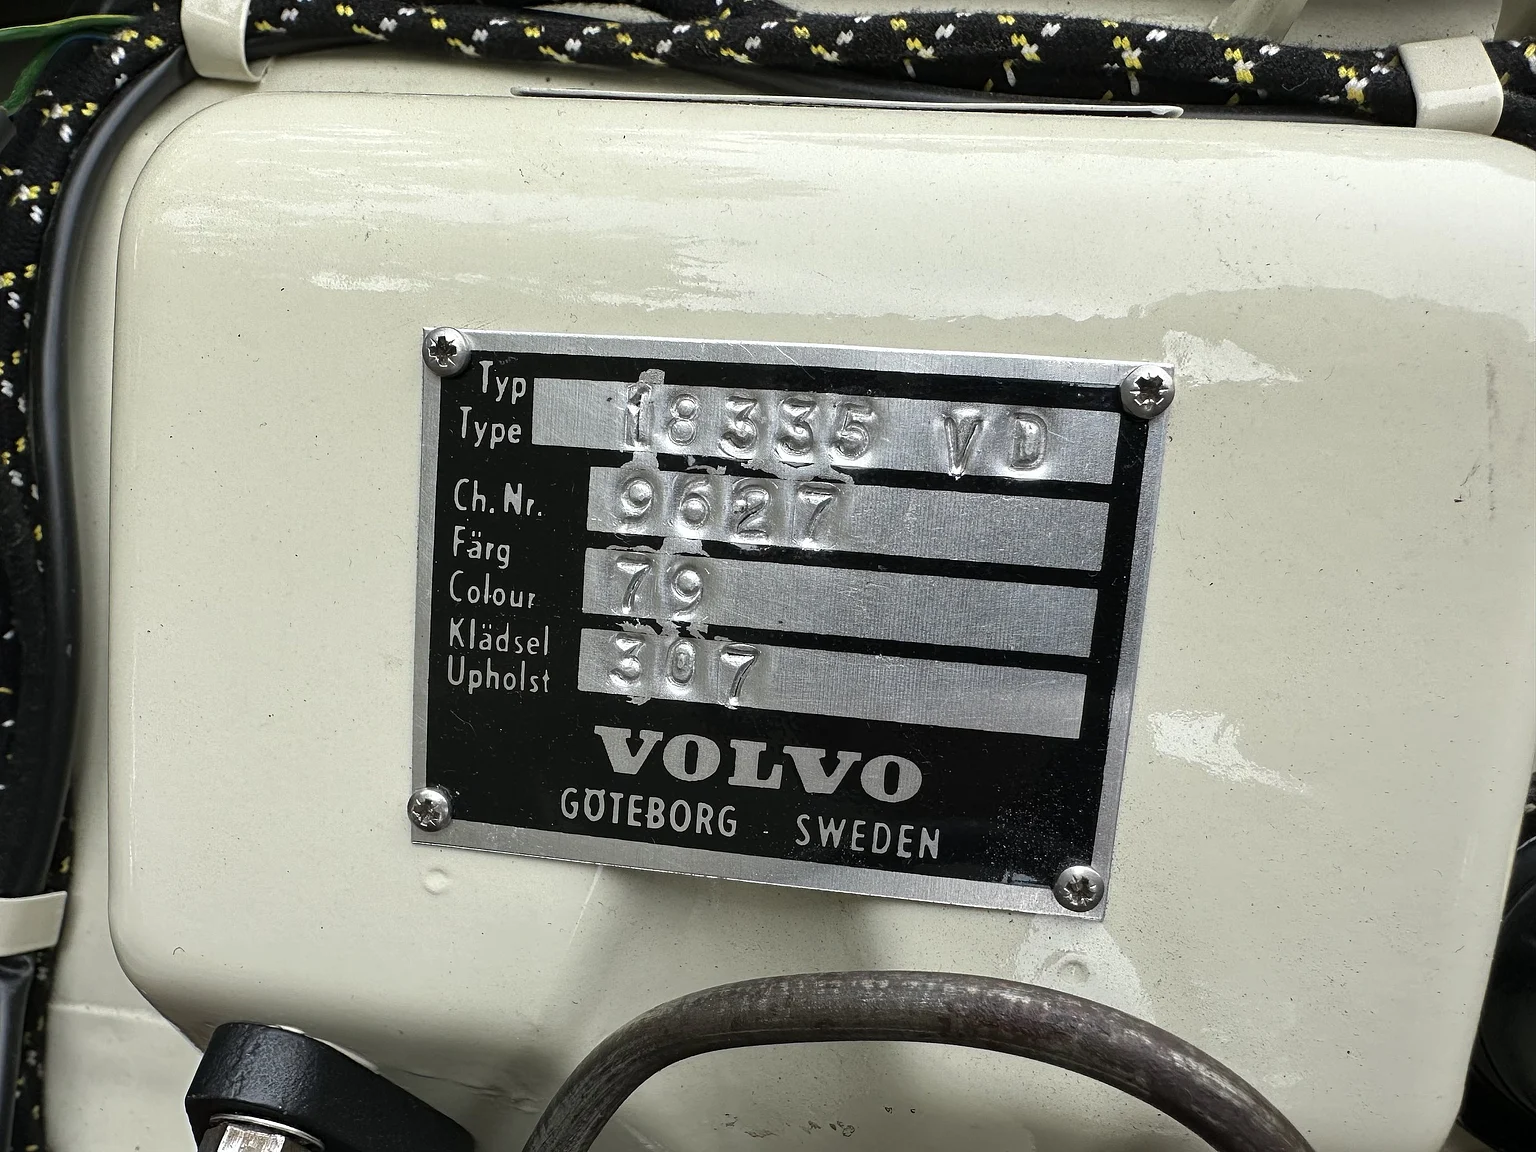 Typ
Type 18335 VD
Ch.Nr. 9627
Färg
Colour 79
Klädsel
Upholst 307
VOLVO
GÖTEBORG - SWEDEN